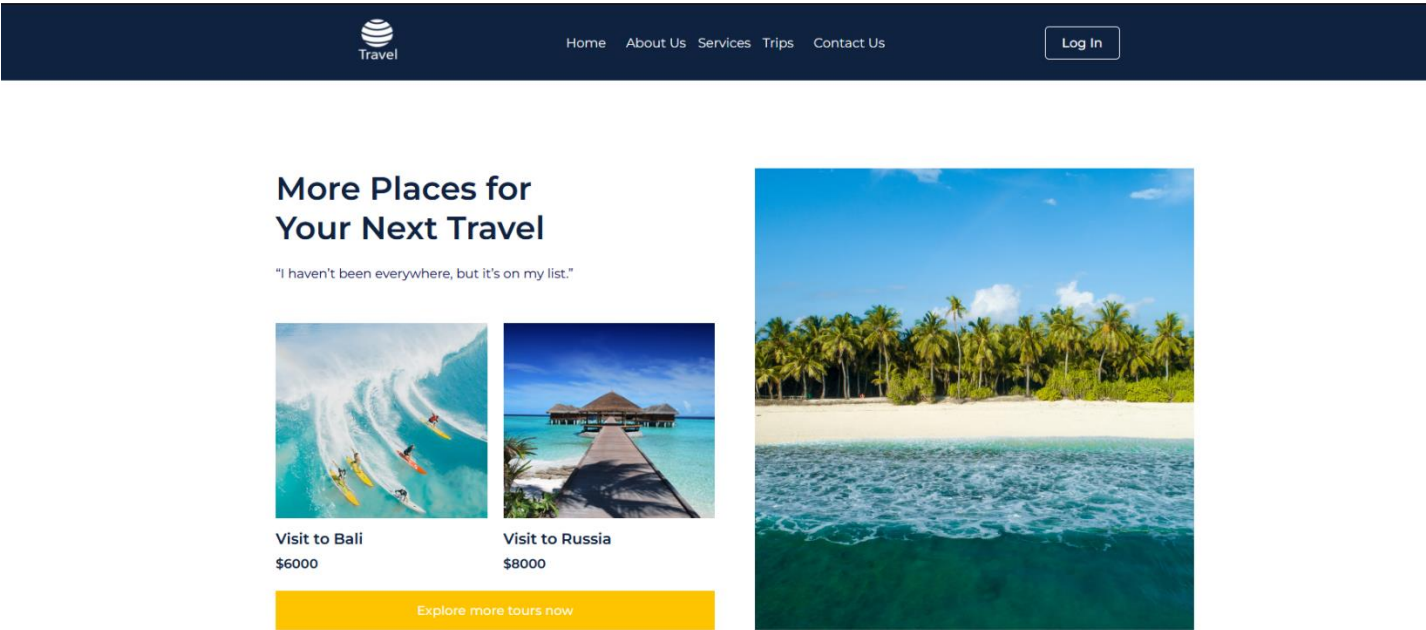 Travel
Home About Us Services Trips Contact Us
Log In
More Places for
Your Next Travel
“I haven’t been everywhere, but it’s on my list.”
Visit to Bali
$6000
Visit to Russia
$8000
Explore more tours now